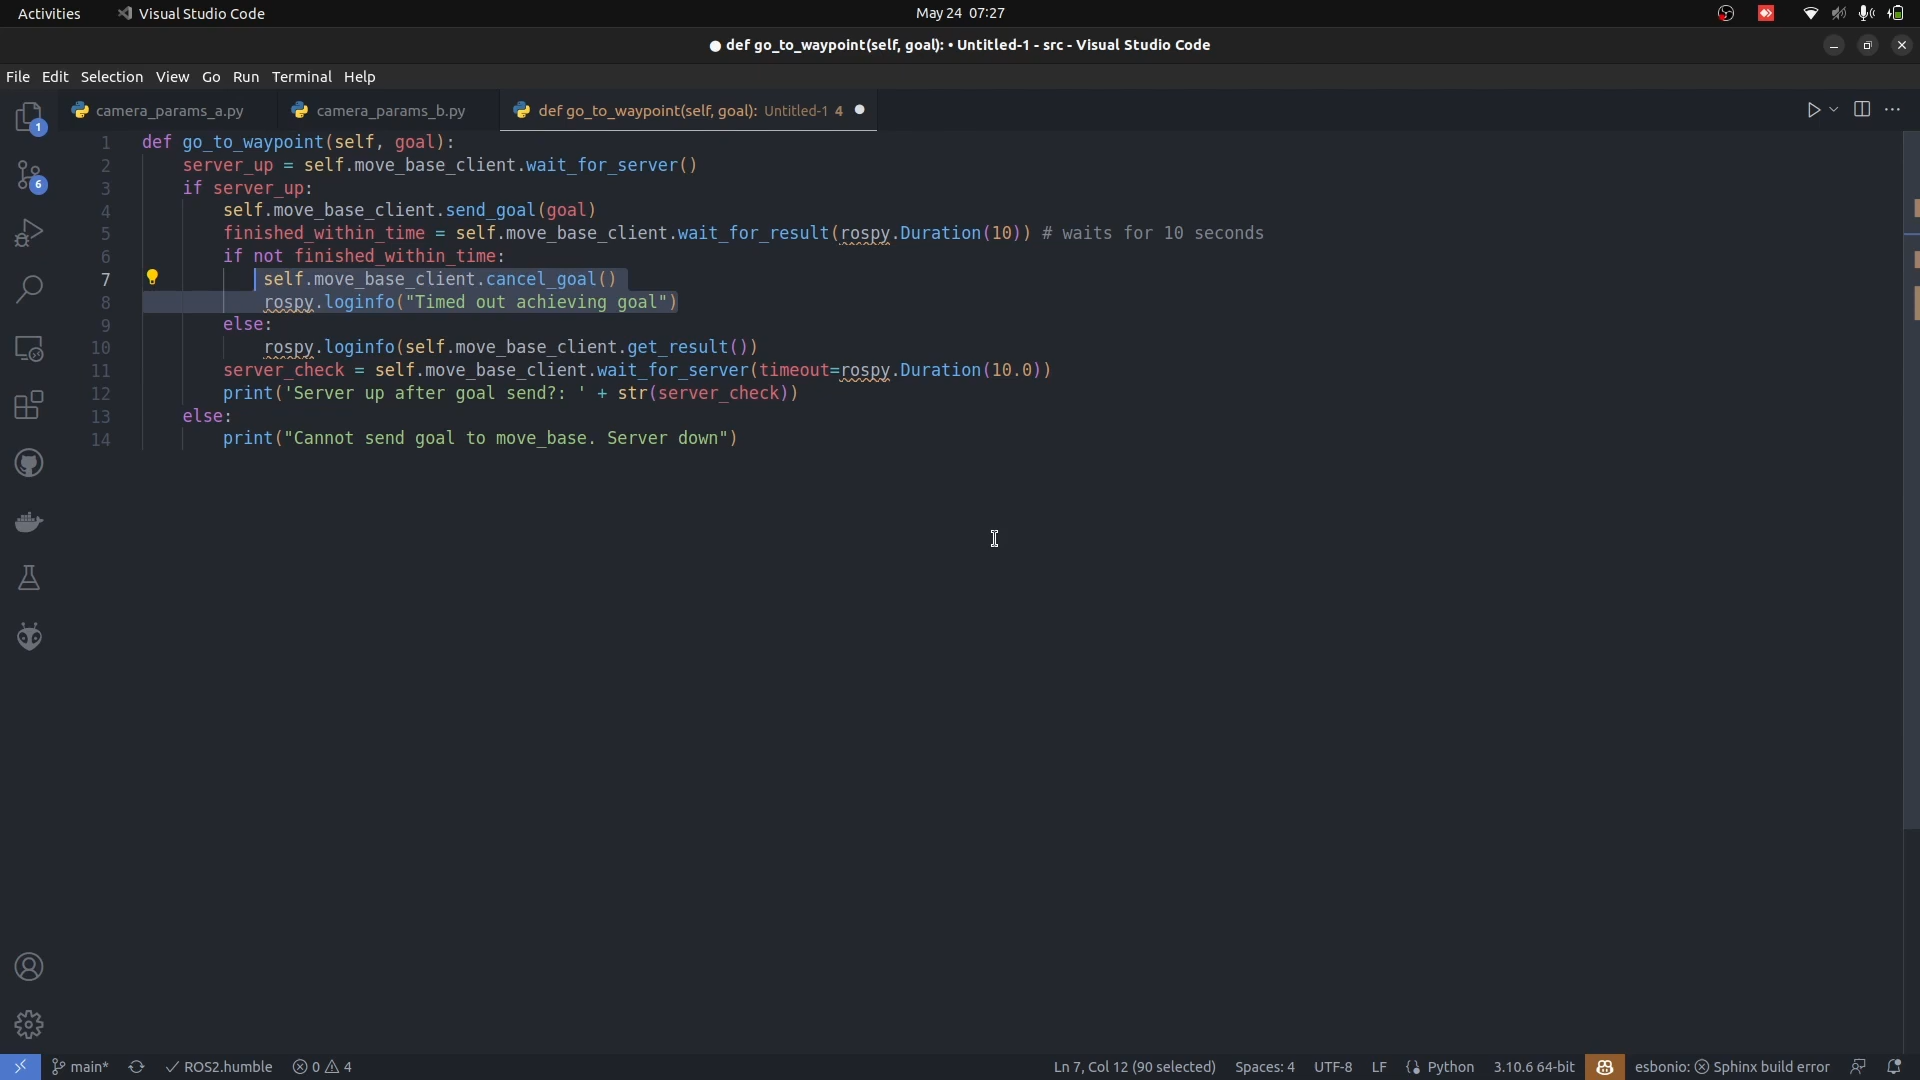 Activities Visual Studio Code May 24 07:27
● def go_to_waypoint(self, goal): • Untitled-1 - src - Visual Studio Code
File Edit Selection View Go Run Terminal Help
camera_params_a.py camera_params_b.py def go_to_waypoint(self, goal): Untitled-1 4
1 def go_to_waypoint(self, goal):
2 server_up = self.move_base_client.wait_for_server()
3 if server_up:
4 self.move_base_client.send_goal(goal)
5 finished_within_time = self.move_base_client.wait_for_result(rospy.Duration(10)) # waits for 10 seconds
6 if not finished_within_time:
7 self.move_base_client.cancel_goal()
8 rospy.loginfo("Timed out achieving goal")
9 else:
10 rospy.loginfo(self.move_base_client.get_result())
11 server_check = self.move_base_client.wait_for_server(timeout=rospy.Duration(10.0))
12 print('Server up after goal send?: ' + str(server_check))
13 else:
14 print("Cannot send goal to move_base. Server down")
1
6
main* ROS2.humble 0 4 Ln 7, Col 12 (90 selected) Spaces: 4 UTF-8 LF Python 3.10.6 64-bit esbonio: Sphinx build error